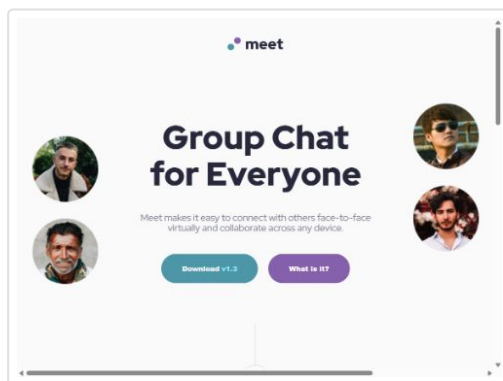 meet
Group Chat
for Everyone
Meet makes it easy to connect with others face-to-face
virtually and collaborate across any device.
Download v1.3
What is it?